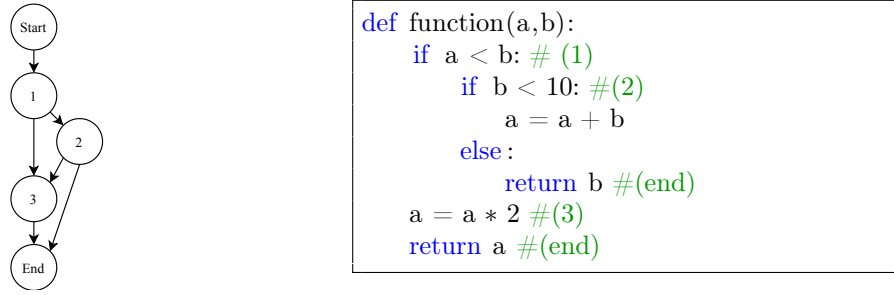 Start
1
2
3
End
def function(a,b):
    if a < b: # (1)
        if b < 10: #(2)
            a = a + b
        else:
            return b #(end)
    a = a * 2 #(3)
    return a #(end)